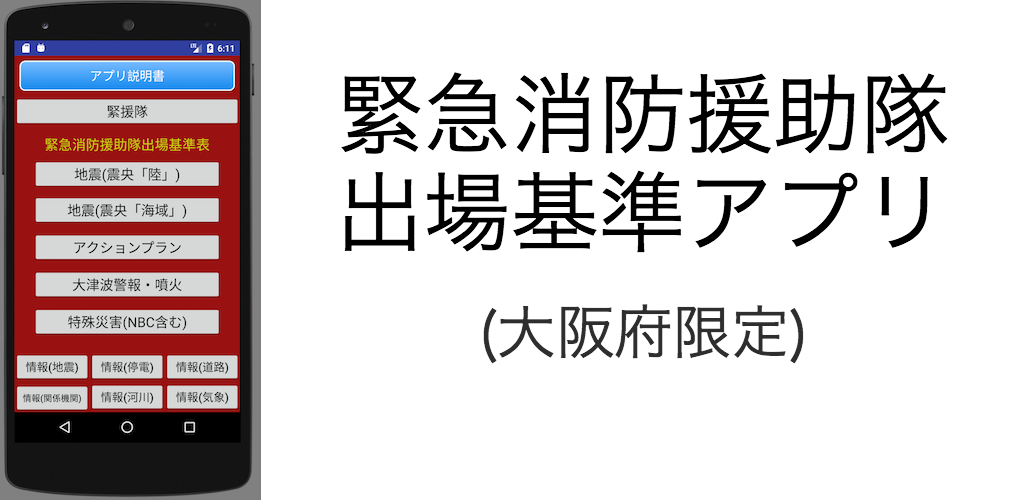 6:11
アプリ説明書
緊援隊
緊急消防援助隊出場基準表
地震(震央「陸」)
地震(震央「海域」)
アクションプラン
大津波警報・噴火
特殊災害(NBC含む)
情報(地震) 情報(停電) 情報(道路)
情報(関係機関) 情報(河川) 情報(気象)
緊急消防援助隊
出場基準アプリ
(大阪府限定)